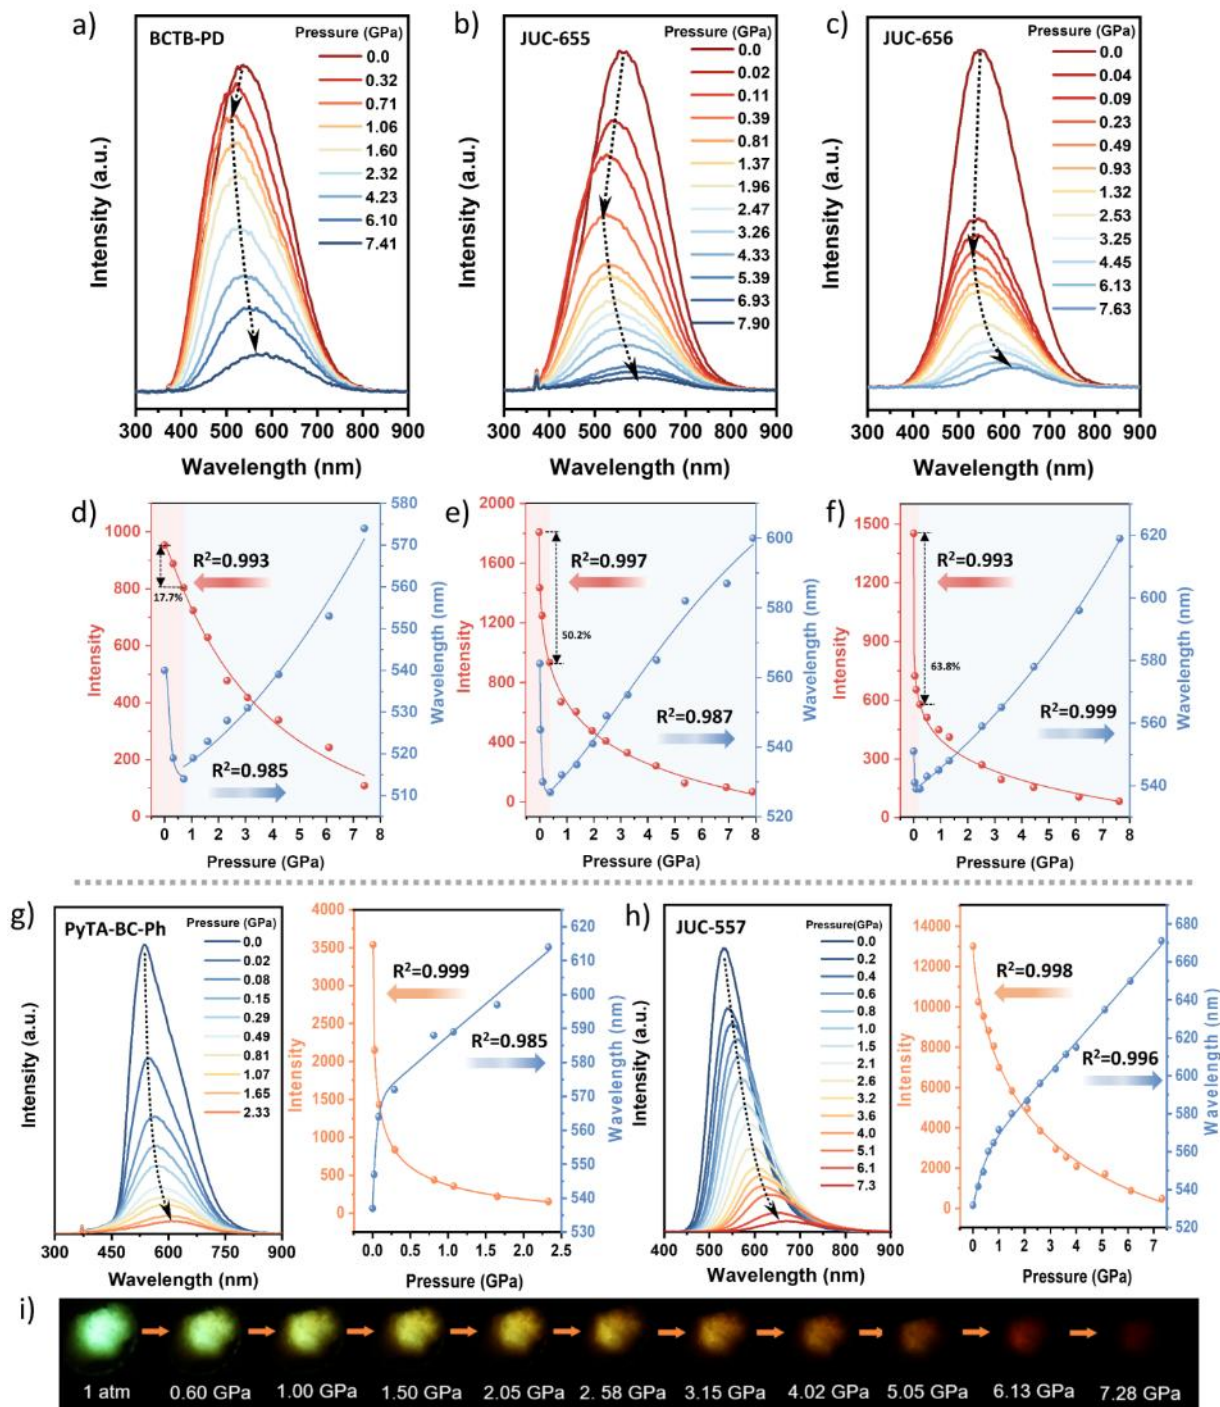 a)
BCTB-PD
Pressure (GPa)
0.0
0.32
0.71
1.06
1.60
2.32
4.23
6.10
7.41
Intensity (a.u.)
300 400 500 600 700 800 900
Wavelength (nm)
b)
JUC-655
Pressure (GPa)
0.0
0.02
0.11
0.39
0.81
1.37
1.96
2.47
3.26
4.33
5.39
6.93
7.90
Intensity (a.u.)
300 400 500 600 700 800 900
Wavelength (nm)
c)
JUC-656
Pressure (GPa)
0.0
0.04
0.09
0.23
0.49
0.93
1.32
2.53
3.25
4.45
6.13
7.63
Intensity (a.u.)
300 400 500 600 700 800 900
Wavelength (nm)
d)
1000
800
600
400
200
0
Intensity
R²=0.993
17.7%
R²=0.985
580
570
560
550
540
530
520
510
Wavelength (nm)
0 1 2 3 4 5 6 7 8
Pressure (GPa)
e)
2000
1600
1200
800
400
0
Intensity
R²=0.997
50.2%
R²=0.987
600
580
560
540
520
Wavelength (nm)
0 1 2 3 4 5 6 7 8
Pressure (GPa)
f)
1500
1200
900
600
300
0
Intensity
R²=0.993
63.8%
R²=0.999
620
600
580
560
540
Wavelength (nm)
0 1 2 3 4 5 6 7 8
Pressure (GPa)
g)
PyTA-BC-Ph
Pressure (GPa)
0.0
0.02
0.08
0.15
0.29
0.49
0.81
1.07
1.65
2.33
Intensity (a.u.)
300 450 600 750 900
Wavelength (nm)
4000
3500
3000
2500
2000
1500
1000
500
0
Intensity
R²=0.999
R²=0.985
620
610
600
590
580
570
560
550
540
530
Wavelength (nm)
0.0 0.5 1.0 1.5 2.0 2.5
Pressure (GPa)
h)
JUC-557
Pressure(GPa)
0.0
0.2
0.4
0.6
0.8
1.0
1.5
2.1
2.6
3.2
3.6
4.0
5.1
6.1
7.3
Intensity (a.u.)
400 500 600 700 800 900
Wavelength (nm)
14000
12000
10000
8000
6000
4000
2000
0
Intensity
R²=0.998
R²=0.996
680
660
640
620
600
580
560
540
520
Wavelength (nm)
0 1 2 3 4 5 6 7
Pressure (GPa)
i)
1 atm 0.60 GPa 1.00 GPa 1.50 GPa 2.05 GPa 2. 58 GPa 3.15 GPa 4.02 GPa 5.05 GPa 6.13 GPa 7.28 GPa